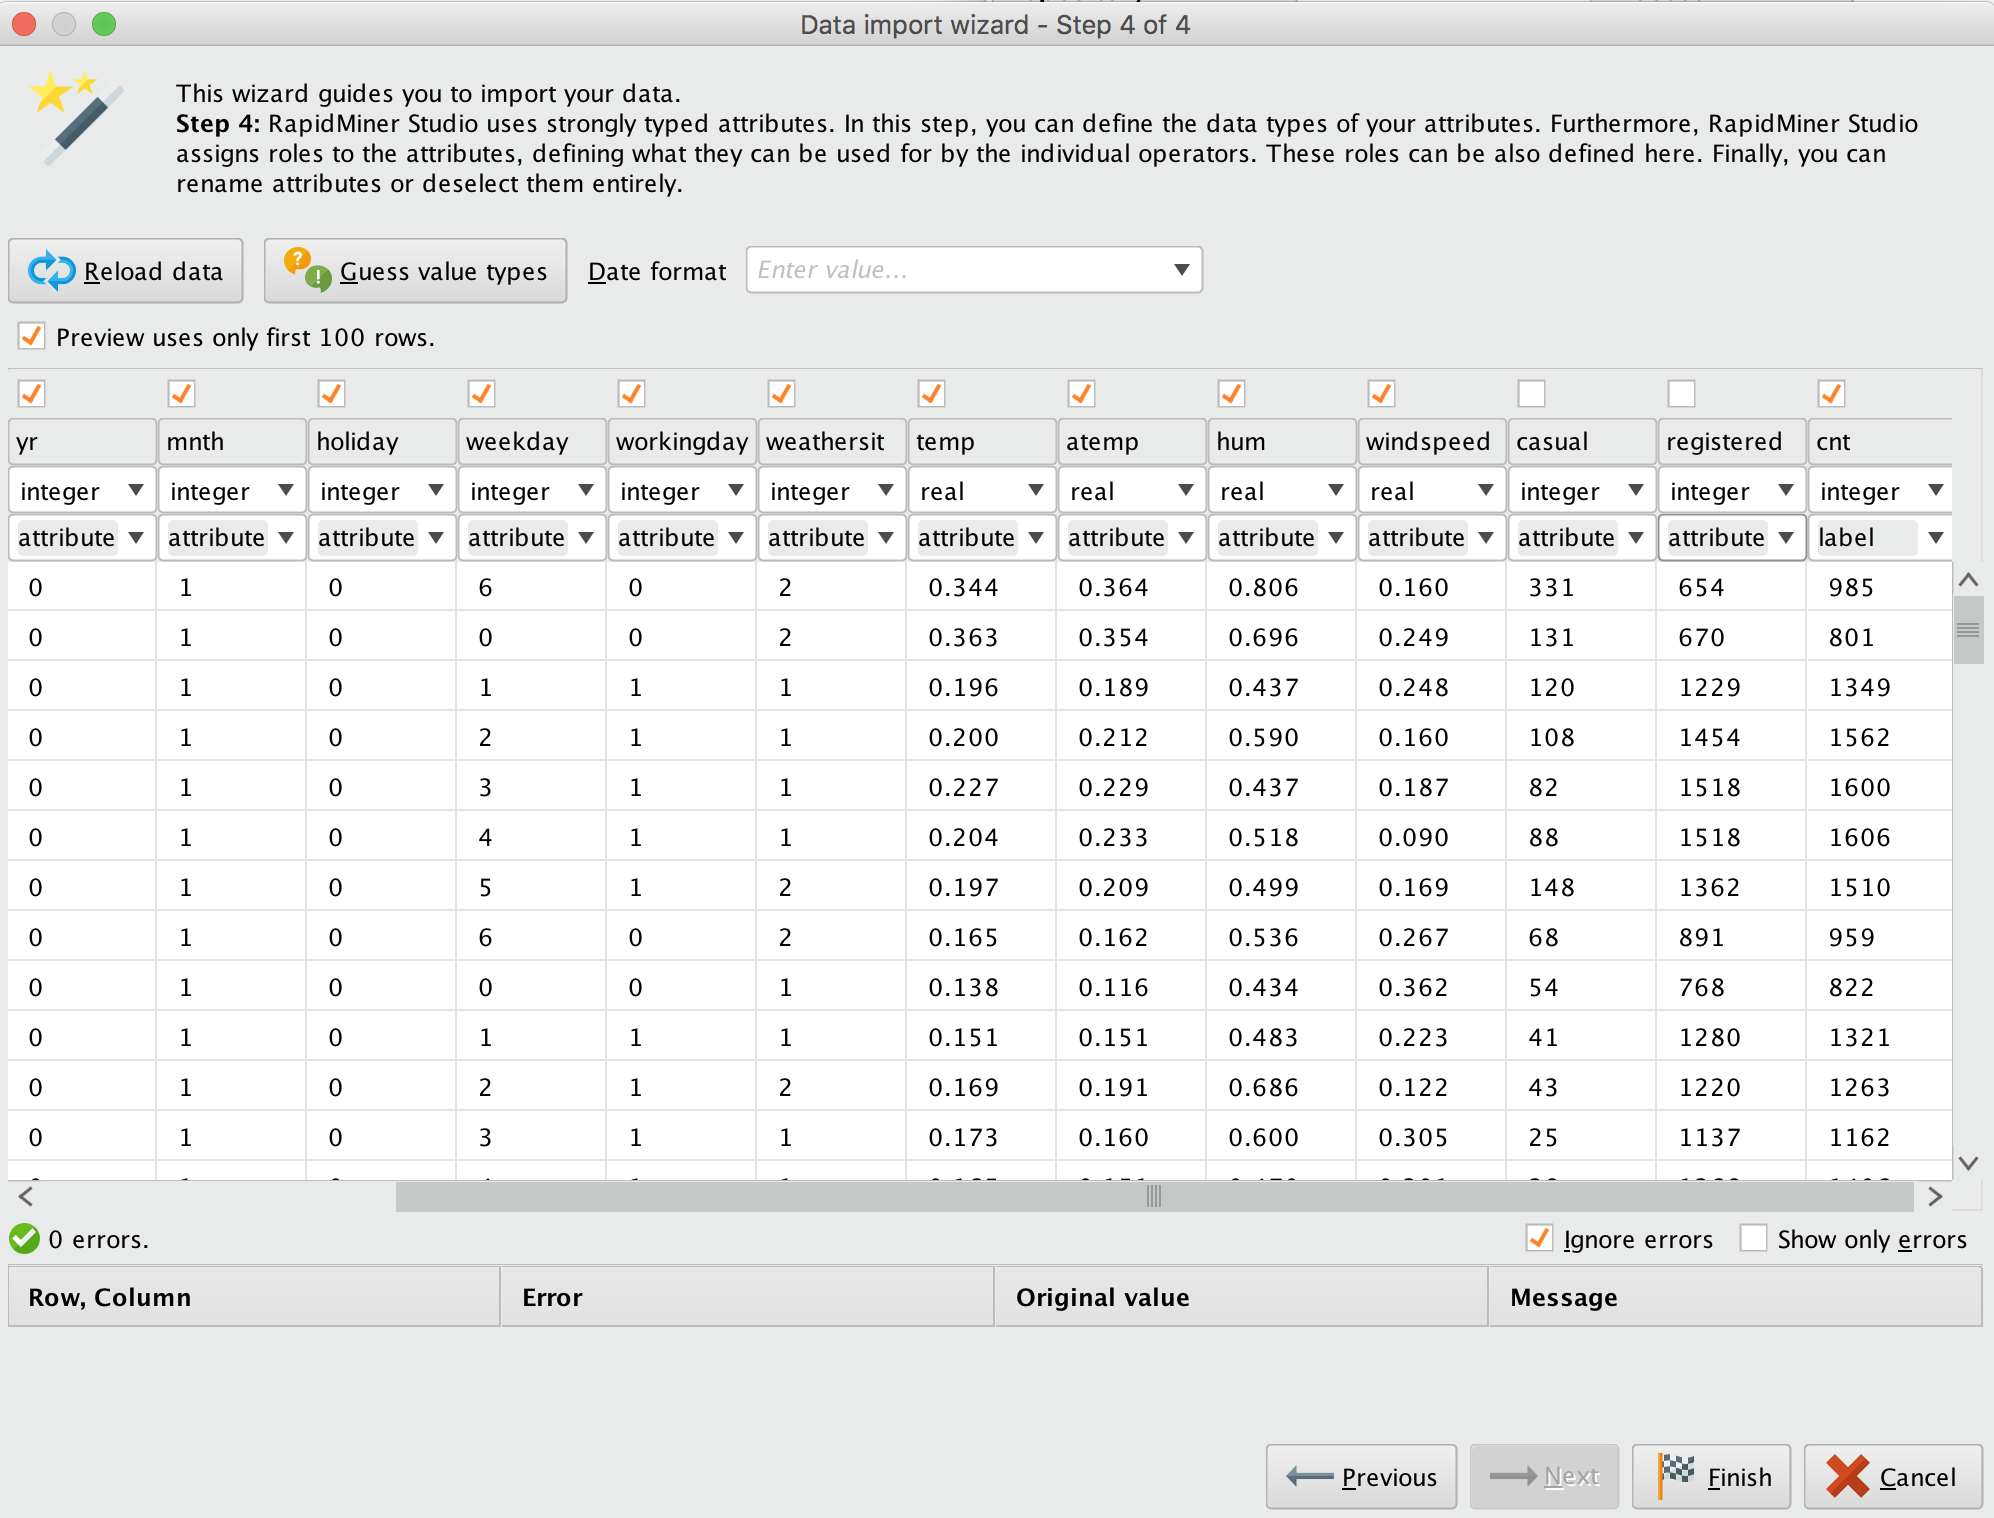 Data import wizard - Step 4 of 4
This wizard guides you to import your data.
Step 4: RapidMiner Studio uses strongly typed attributes. In this step, you can define the data types of your attributes. Furthermore, RapidMiner Studio
assigns roles to the attributes, defining what they can be used for by the individual operators. These roles can be also defined here. Finally, you can
rename attributes or deselect them entirely.
Reload data Guess value types Date format Enter value...
Preview uses only first 100 rows.
yr mnth holiday weekday workingday weathersit temp atemp hum windspeed casual registered cnt
integer integer integer integer integer integer real real real real integer integer integer
attribute attribute attribute attribute attribute attribute attribute attribute attribute attribute attribute attribute label
0 1 0 6 0 2 0.344 0.364 0.806 0.160 331 654 985
0 1 0 0 0 2 0.363 0.354 0.696 0.249 131 670 801
0 1 0 1 1 1 0.196 0.189 0.437 0.248 120 1229 1349
0 1 0 2 1 1 0.200 0.212 0.590 0.160 108 1454 1562
0 1 0 3 1 1 0.227 0.229 0.437 0.187 82 1518 1600
0 1 0 4 1 1 0.204 0.233 0.518 0.090 88 1518 1606
0 1 0 5 1 2 0.197 0.209 0.499 0.169 148 1362 1510
0 1 0 6 0 2 0.165 0.162 0.536 0.267 68 891 959
0 1 0 0 0 1 0.138 0.116 0.434 0.362 54 768 822
0 1 0 1 1 1 0.151 0.151 0.483 0.223 41 1280 1321
0 1 0 2 1 2 0.169 0.191 0.686 0.122 43 1220 1263
0 1 0 3 1 1 0.173 0.160 0.600 0.305 25 1137 1162
0 errors. Ignore errors Show only errors
Row, Column Error Original value Message
Previous Next Finish Cancel